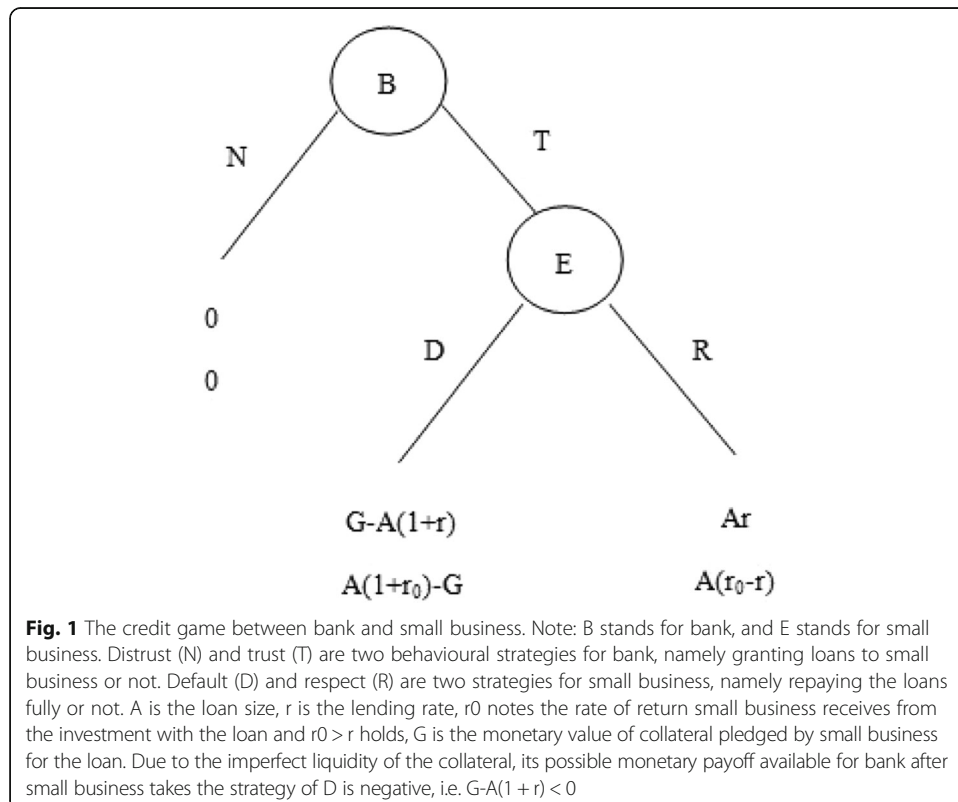 B
N
T
E
0
0
D
R
G-A(1+r)
Ar
A(1+r₀)-G
A(r₀-r)
Fig. 1 The credit game between bank and small business. Note: B stands for bank, and E stands for small
business. Distrust (N) and trust (T) are two behavioural strategies for bank, namely granting loans to small
business or not. Default (D) and respect (R) are two strategies for small business, namely repaying the loans
fully or not. A is the loan size, r is the lending rate, r0 notes the rate of return small business receives from
the investment with the loan and r0 > r holds, G is the monetary value of collateral pledged by small business
for the loan. Due to the imperfect liquidity of the collateral, its possible monetary payoff available for bank after
small business takes the strategy of D is negative, i.e. G-A(1 + r) < 0